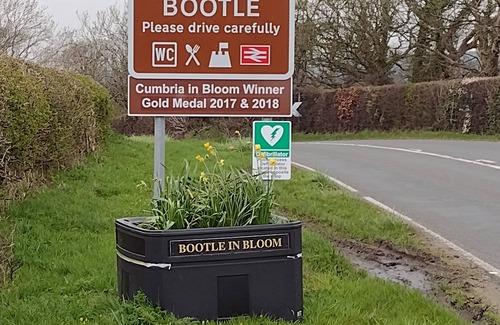 BOOTLE
Please drive carefully
WC
Cumbria in Bloom Winner
Gold Medal 2017 & 2018
Defibrillator
BOOTLE IN BLOOM